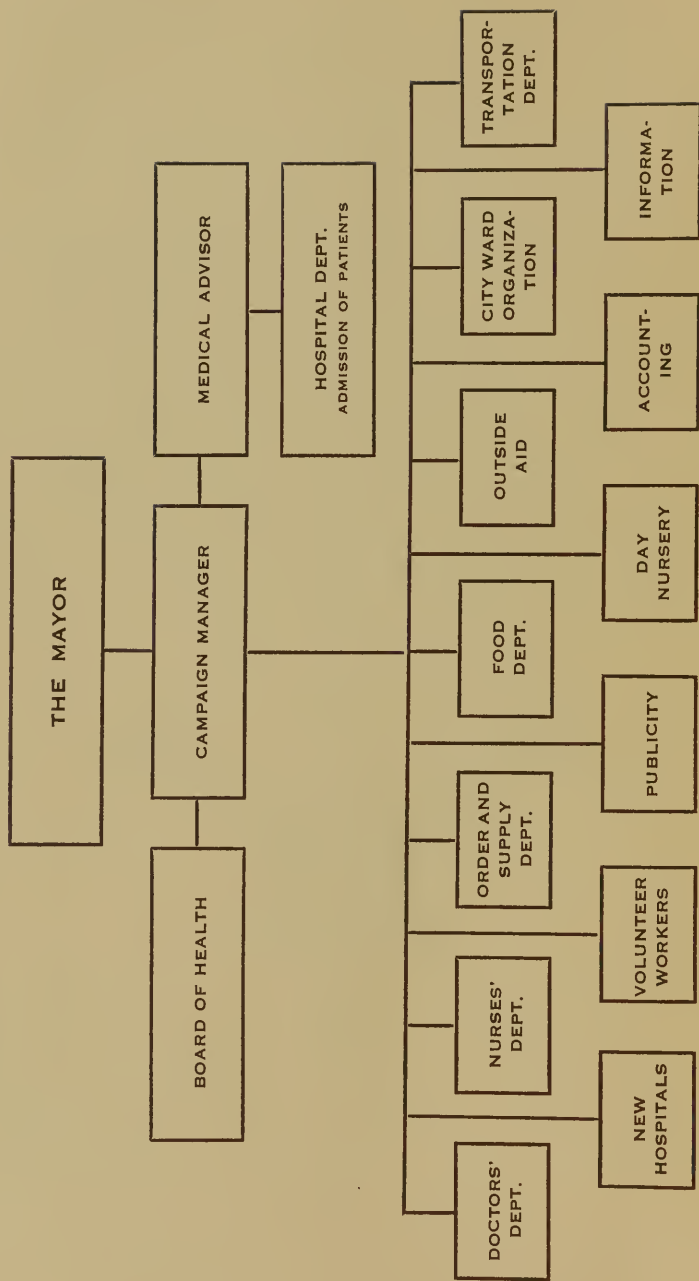 THE MAYOR
BOARD OF HEALTH
CAMPAIGN MANAGER
MEDICAL ADVISOR
HOSPITAL DEPT.
ADMISSION OF PATIENTS
DOCTORS'
DEPT.
NURSES'
DEPT.
ORDER AND
SUPPLY
DEPT.
FOOD
DEPT.
OUTSIDE
AID
CITY WARD
ORGANIZA-
TION
TRANSPOR-
TATION
DEPT.
NEW
HOSPITALS
VOLUNTEER
WORKERS
PUBLICITY
DAY
NURSERY
ACCOUNT-
ING
INFORMA-
TION